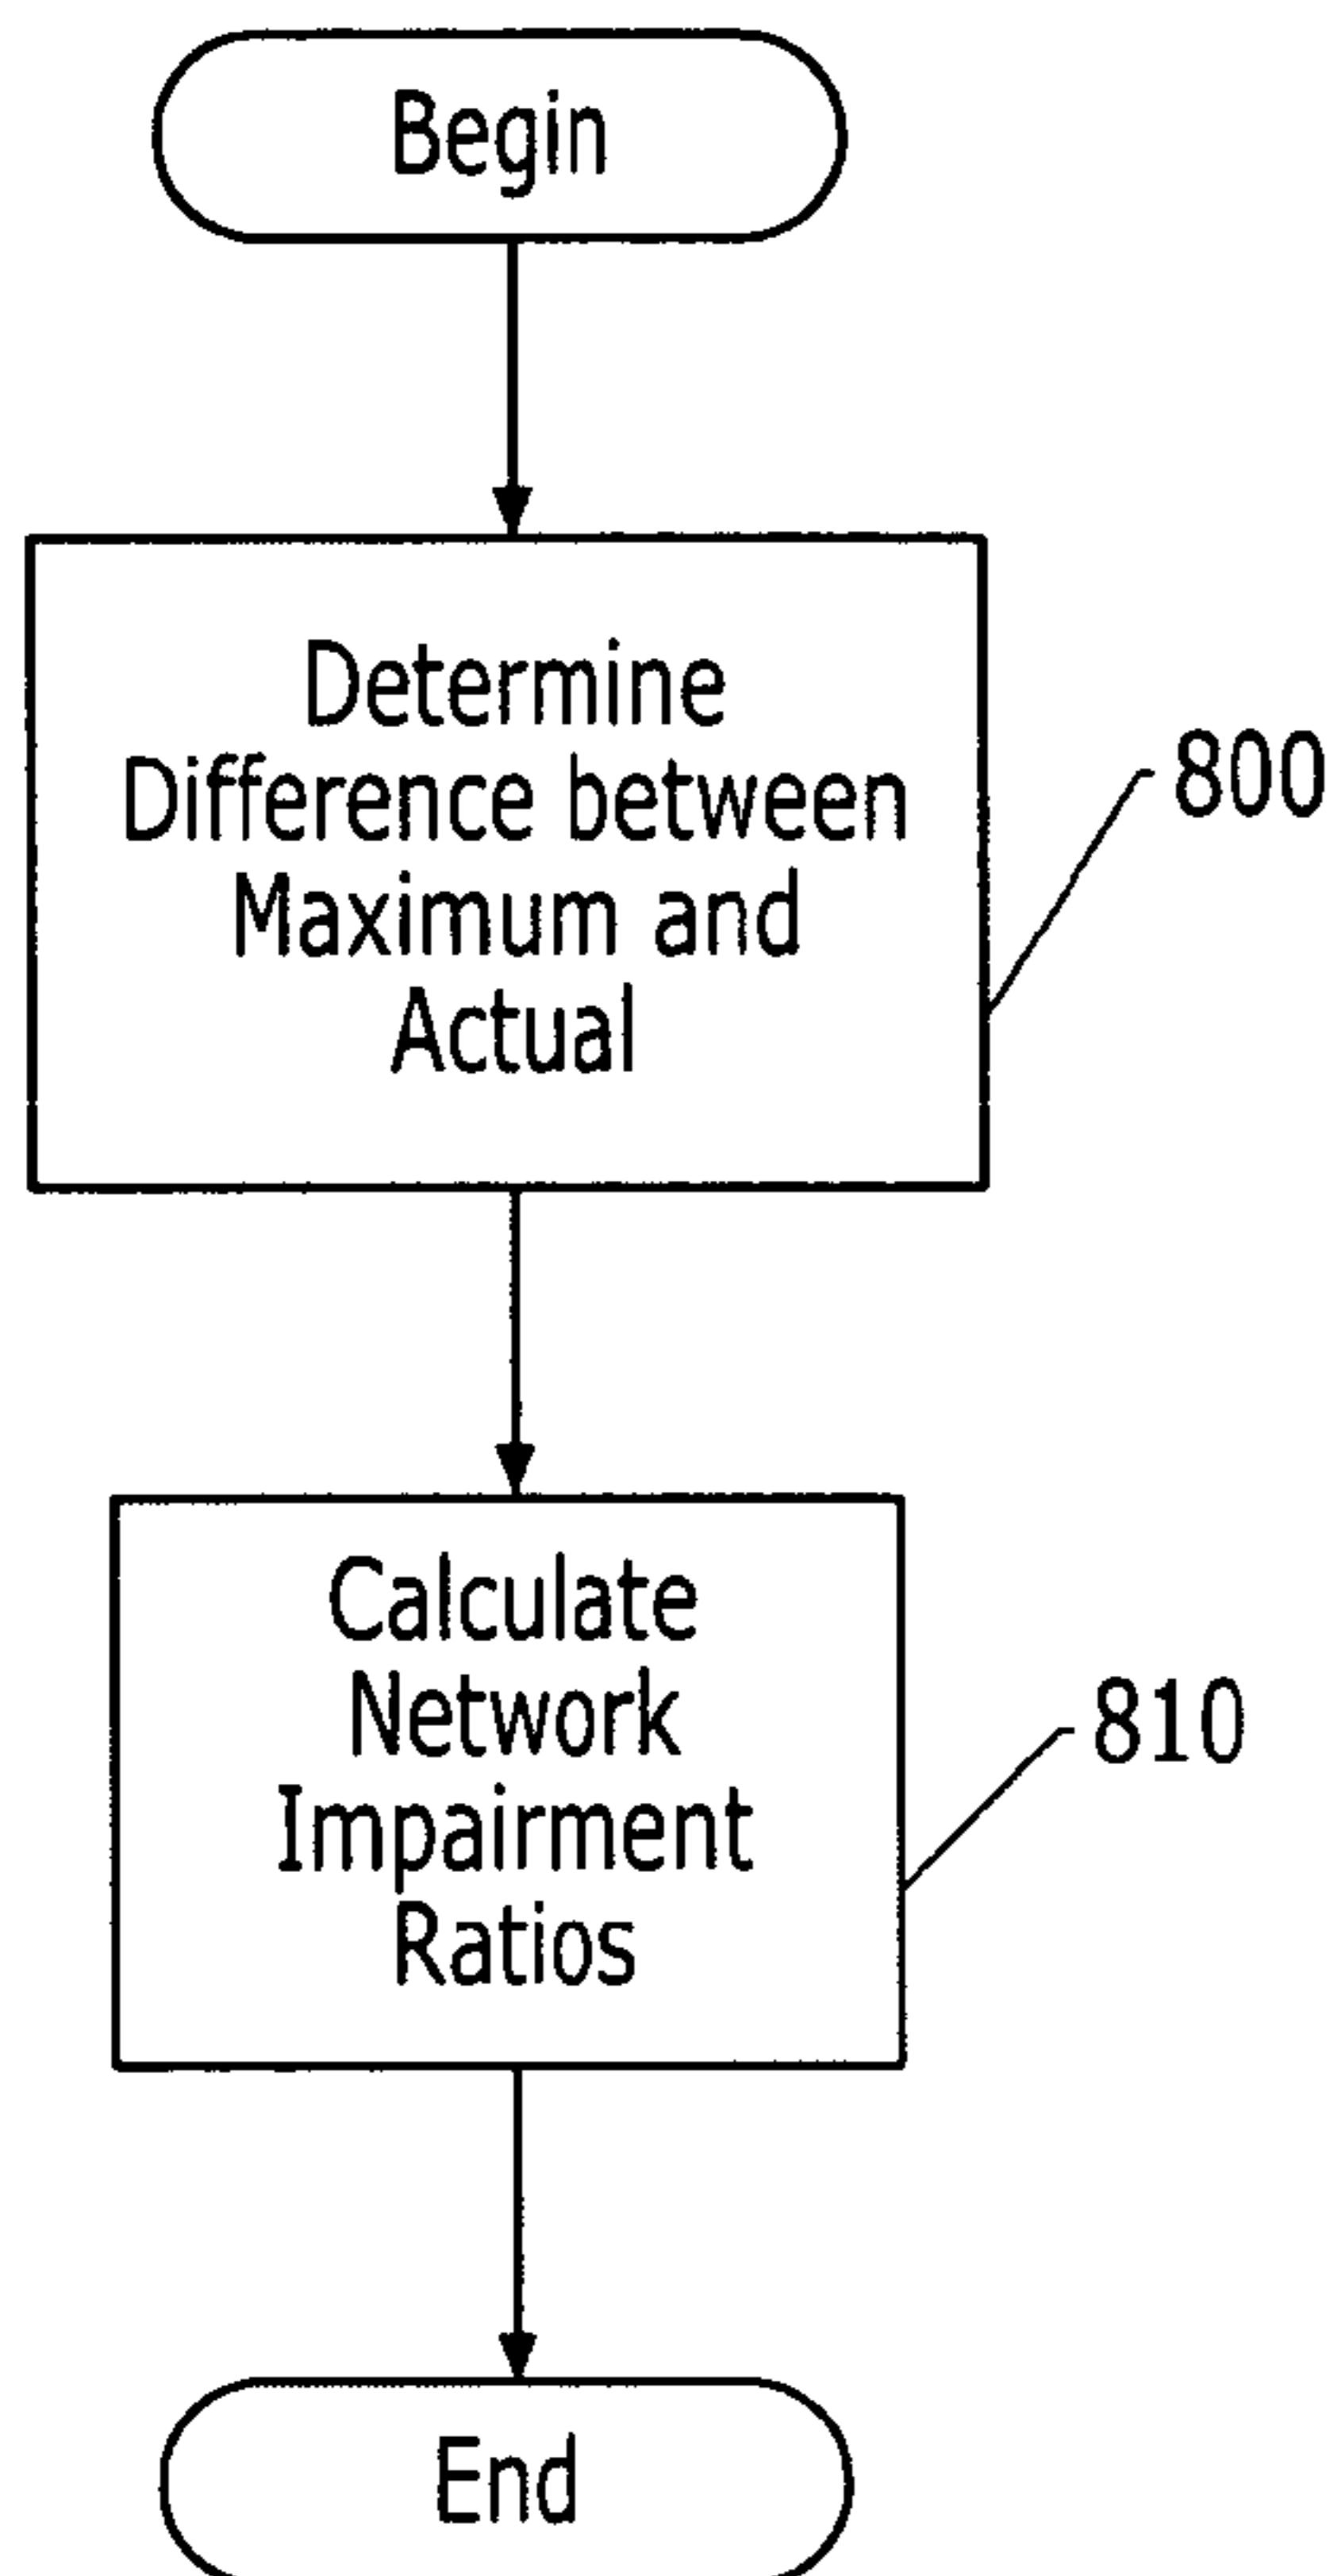 Begin
Determine
Difference between
Maximum and
Actual
800
Calculate
Network
Impairment
Ratios
810
End